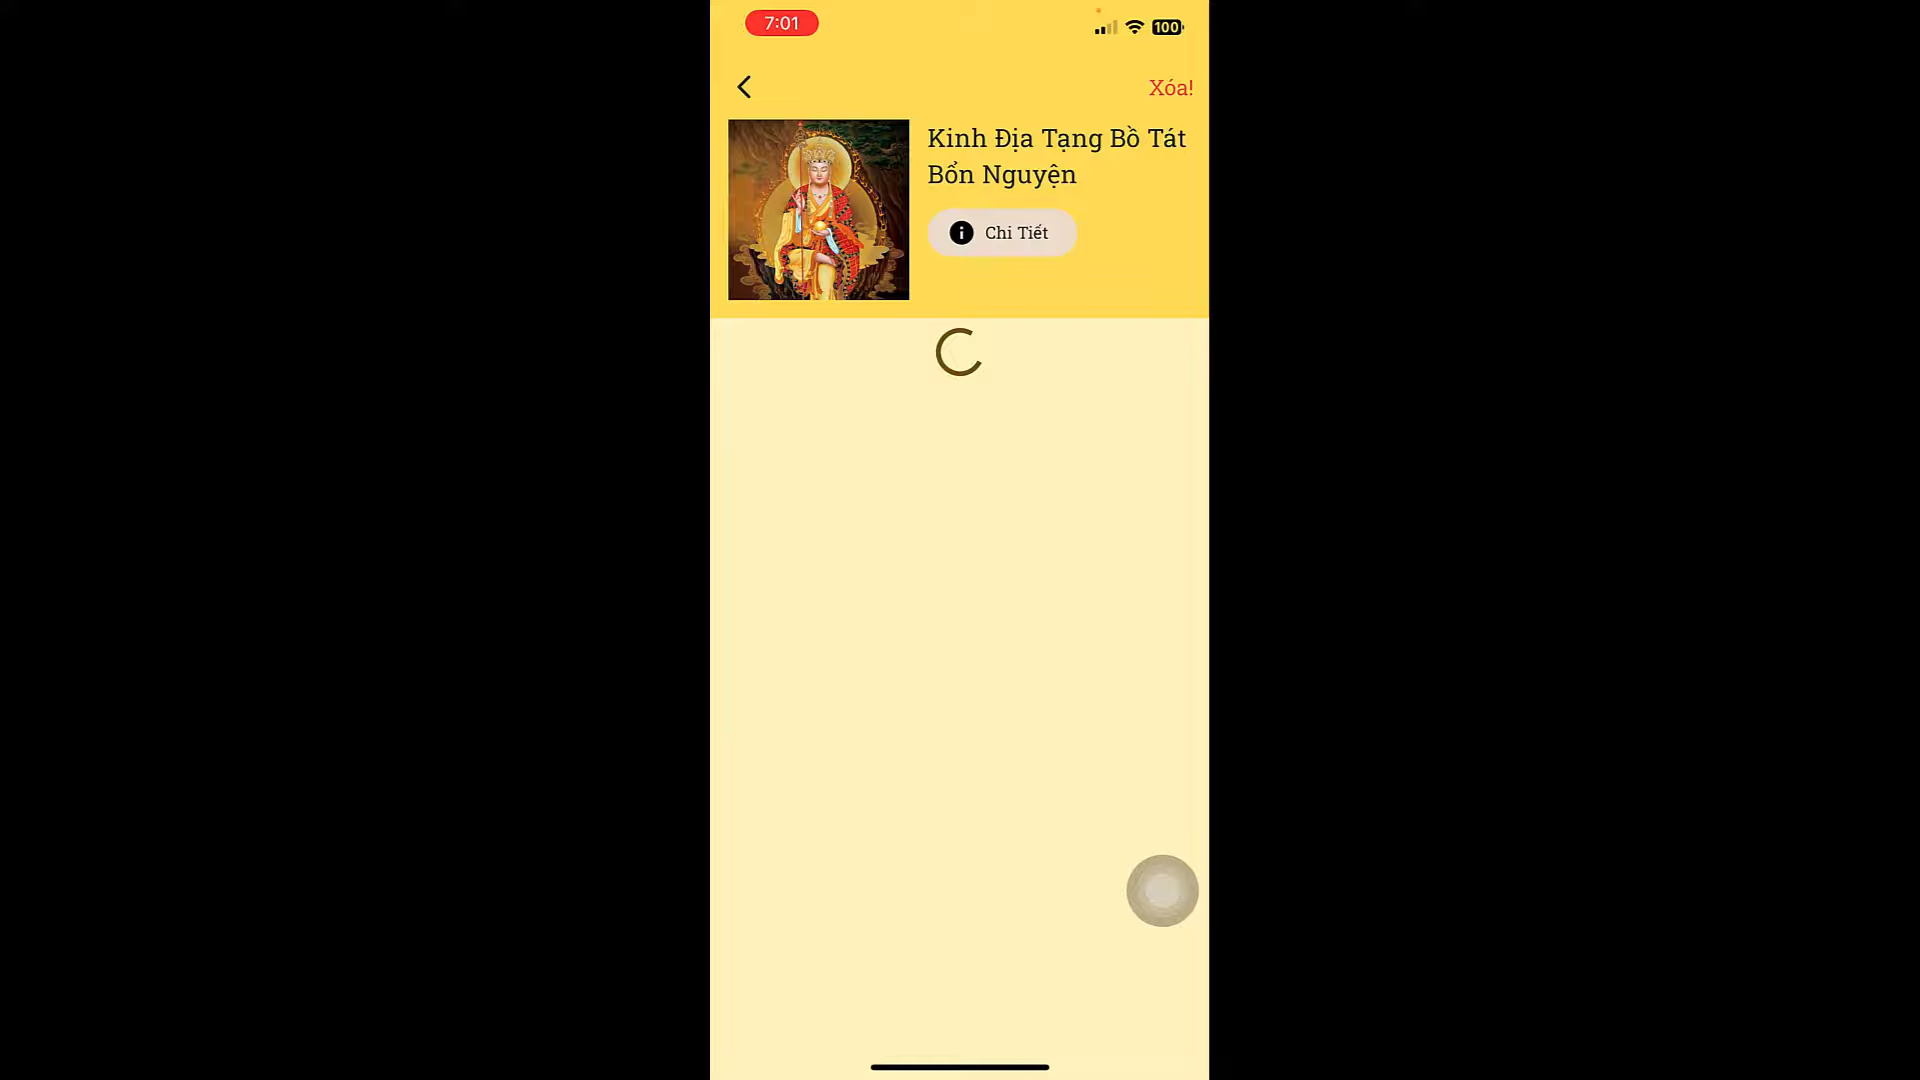 7:01
100
Xóa!
Kinh Địa Tạng Bồ Tát
Bổn Nguyện
Chi Tiết